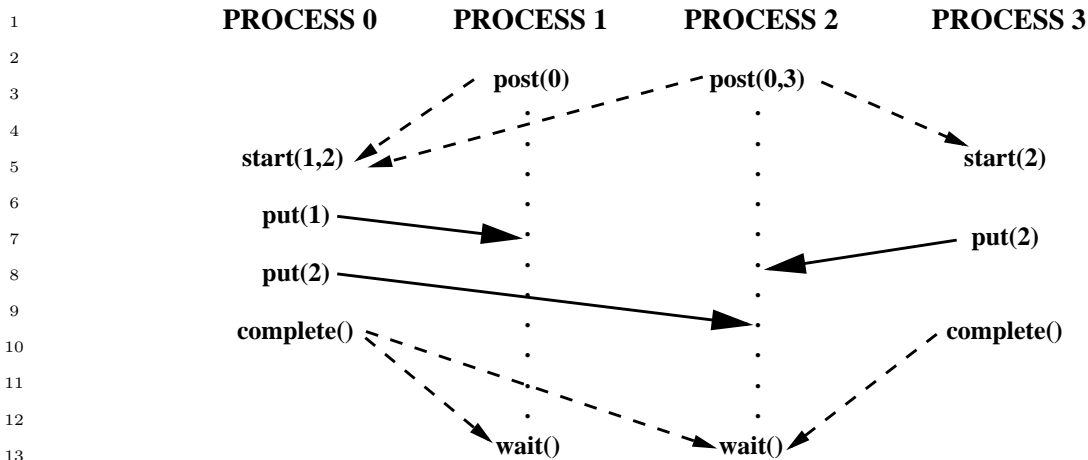 1 PROCESS 0 PROCESS 1 PROCESS 2 PROCESS 3
2
3 post(0) post(0,3)
4
5 start(1,2) start(2)
6 put(1)
7 put(2)
8 put(2)
9
10 complete() complete()
11
12
13 wait() wait()